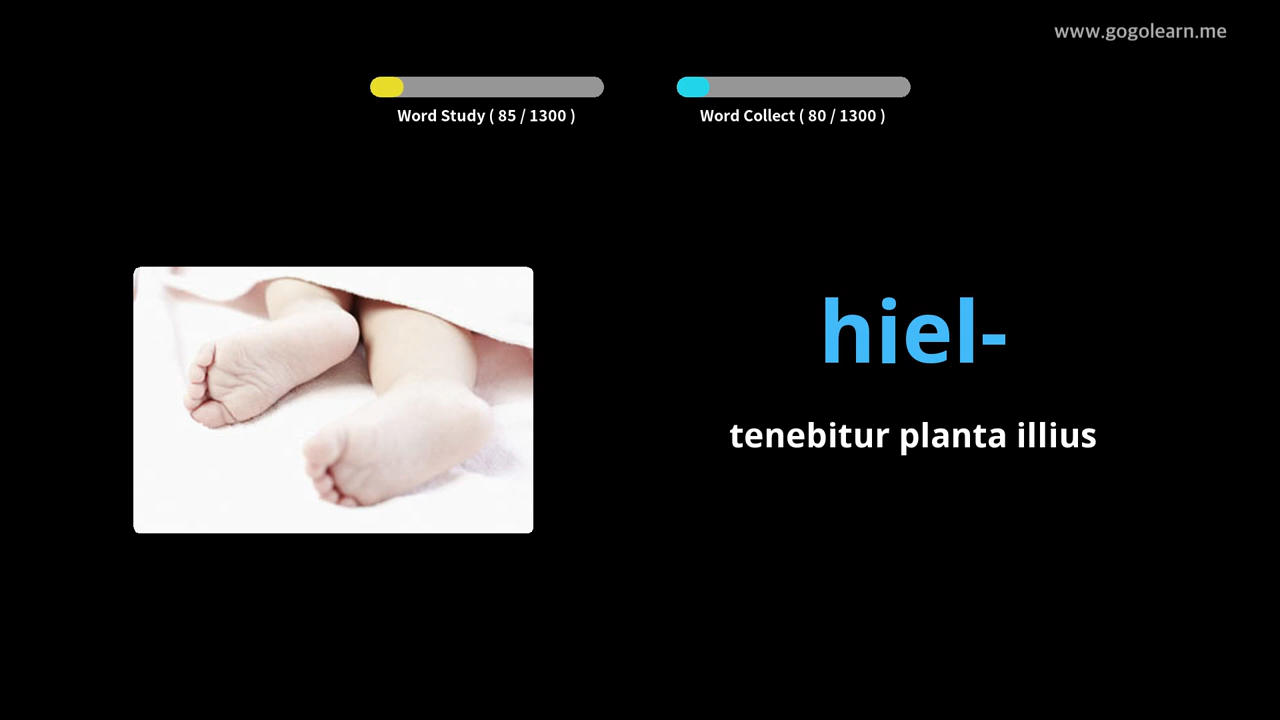 www.gogolearn.me
Word Study ( 85 / 1300 )
Word Collect ( 80 / 1300 )
hiel-
tenebitur planta illius